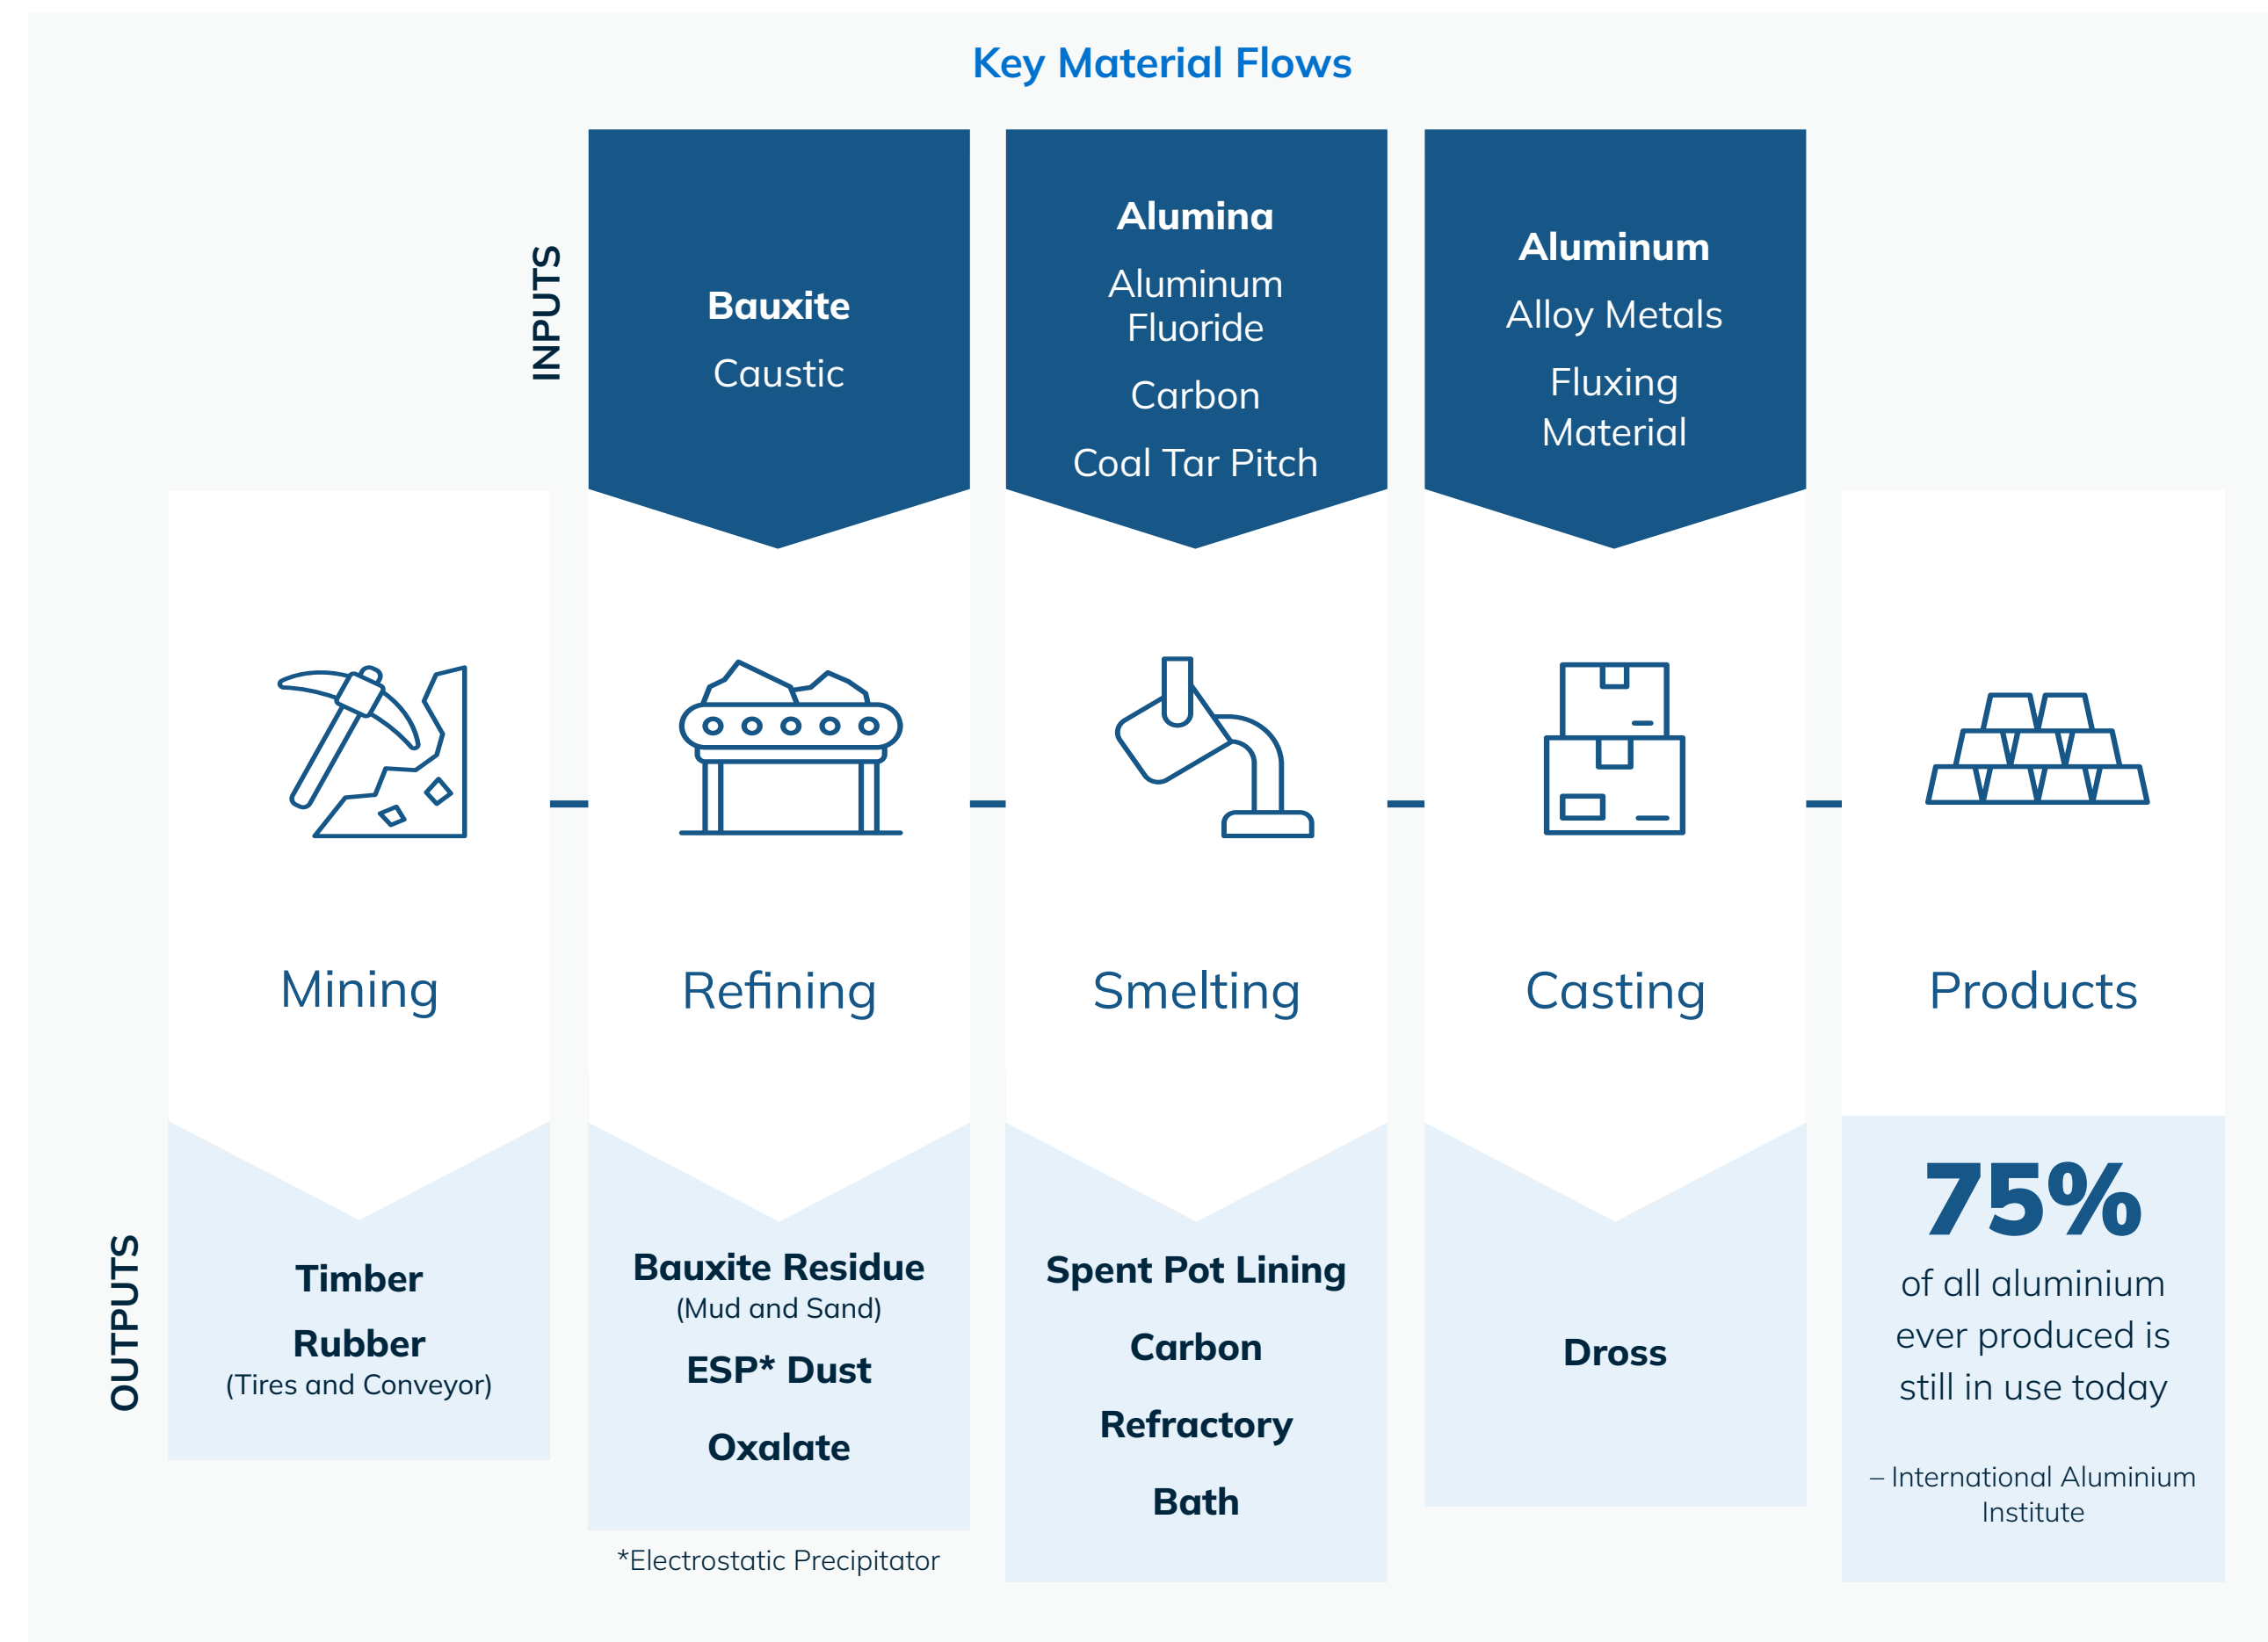 Key Material Flows
INPUTS
Bauxite
Caustic
Alumina
Aluminum
Fluoride
Carbon
Coal Tar Pitch
Aluminum
Alloy Metals
Fluxing
Material
Mining
Refining
Smelting
Casting
Products
OUTPUTS
Timber
Rubber
(Tires and Conveyor)
Bauxite Residue
(Mud and Sand)
ESP* Dust
Oxalate
*Electrostatic Precipitator
Spent Pot Lining
Carbon
Refractory
Bath
Dross
75%
of all aluminium
ever produced is
still in use today
– International Aluminium
Institute